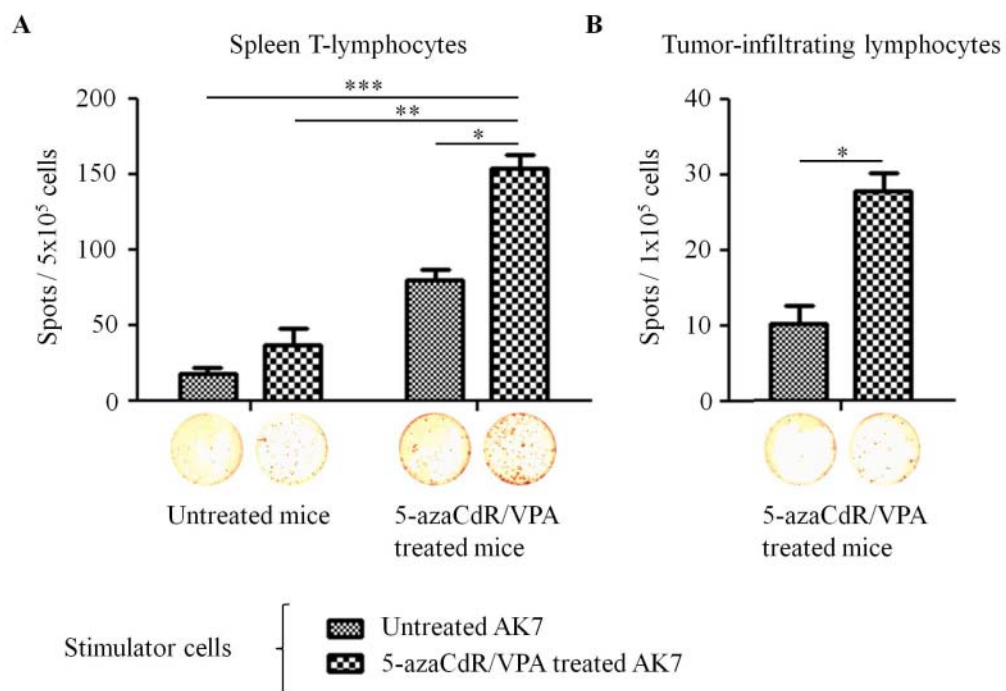 A
Spleen T-lymphocytes
Spots / 5x10⁵ cells
200
150
100
50
0
***
**
*
Untreated mice
5-azaCdR/VPA
treated mice
B
Tumor-infiltrating lymphocytes
Spots / 1x10⁵ cells
40
30
20
10
0
*
5-azaCdR/VPA
treated mice
Stimulator cells
Untreated AK7
5-azaCdR/VPA treated AK7